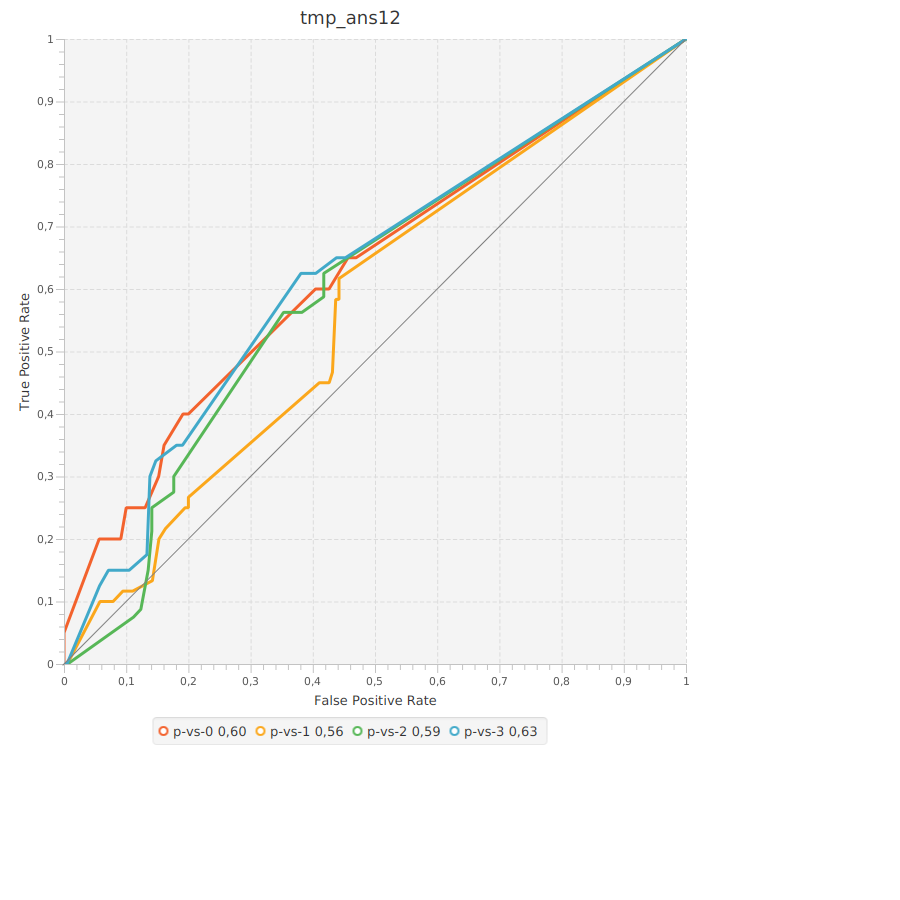 tmp_ans12
1
0,9
0,8
0,7
0,6
0,5
0,4
0,3
0,2
0,1
0
True Positive Rate
0 0,1 0,2 0,3 0,4 0,5 0,6 0,7 0,8 0,9 1
False Positive Rate
p-vs-0 0,60 p-vs-1 0,56 p-vs-2 0,59 p-vs-3 0,63